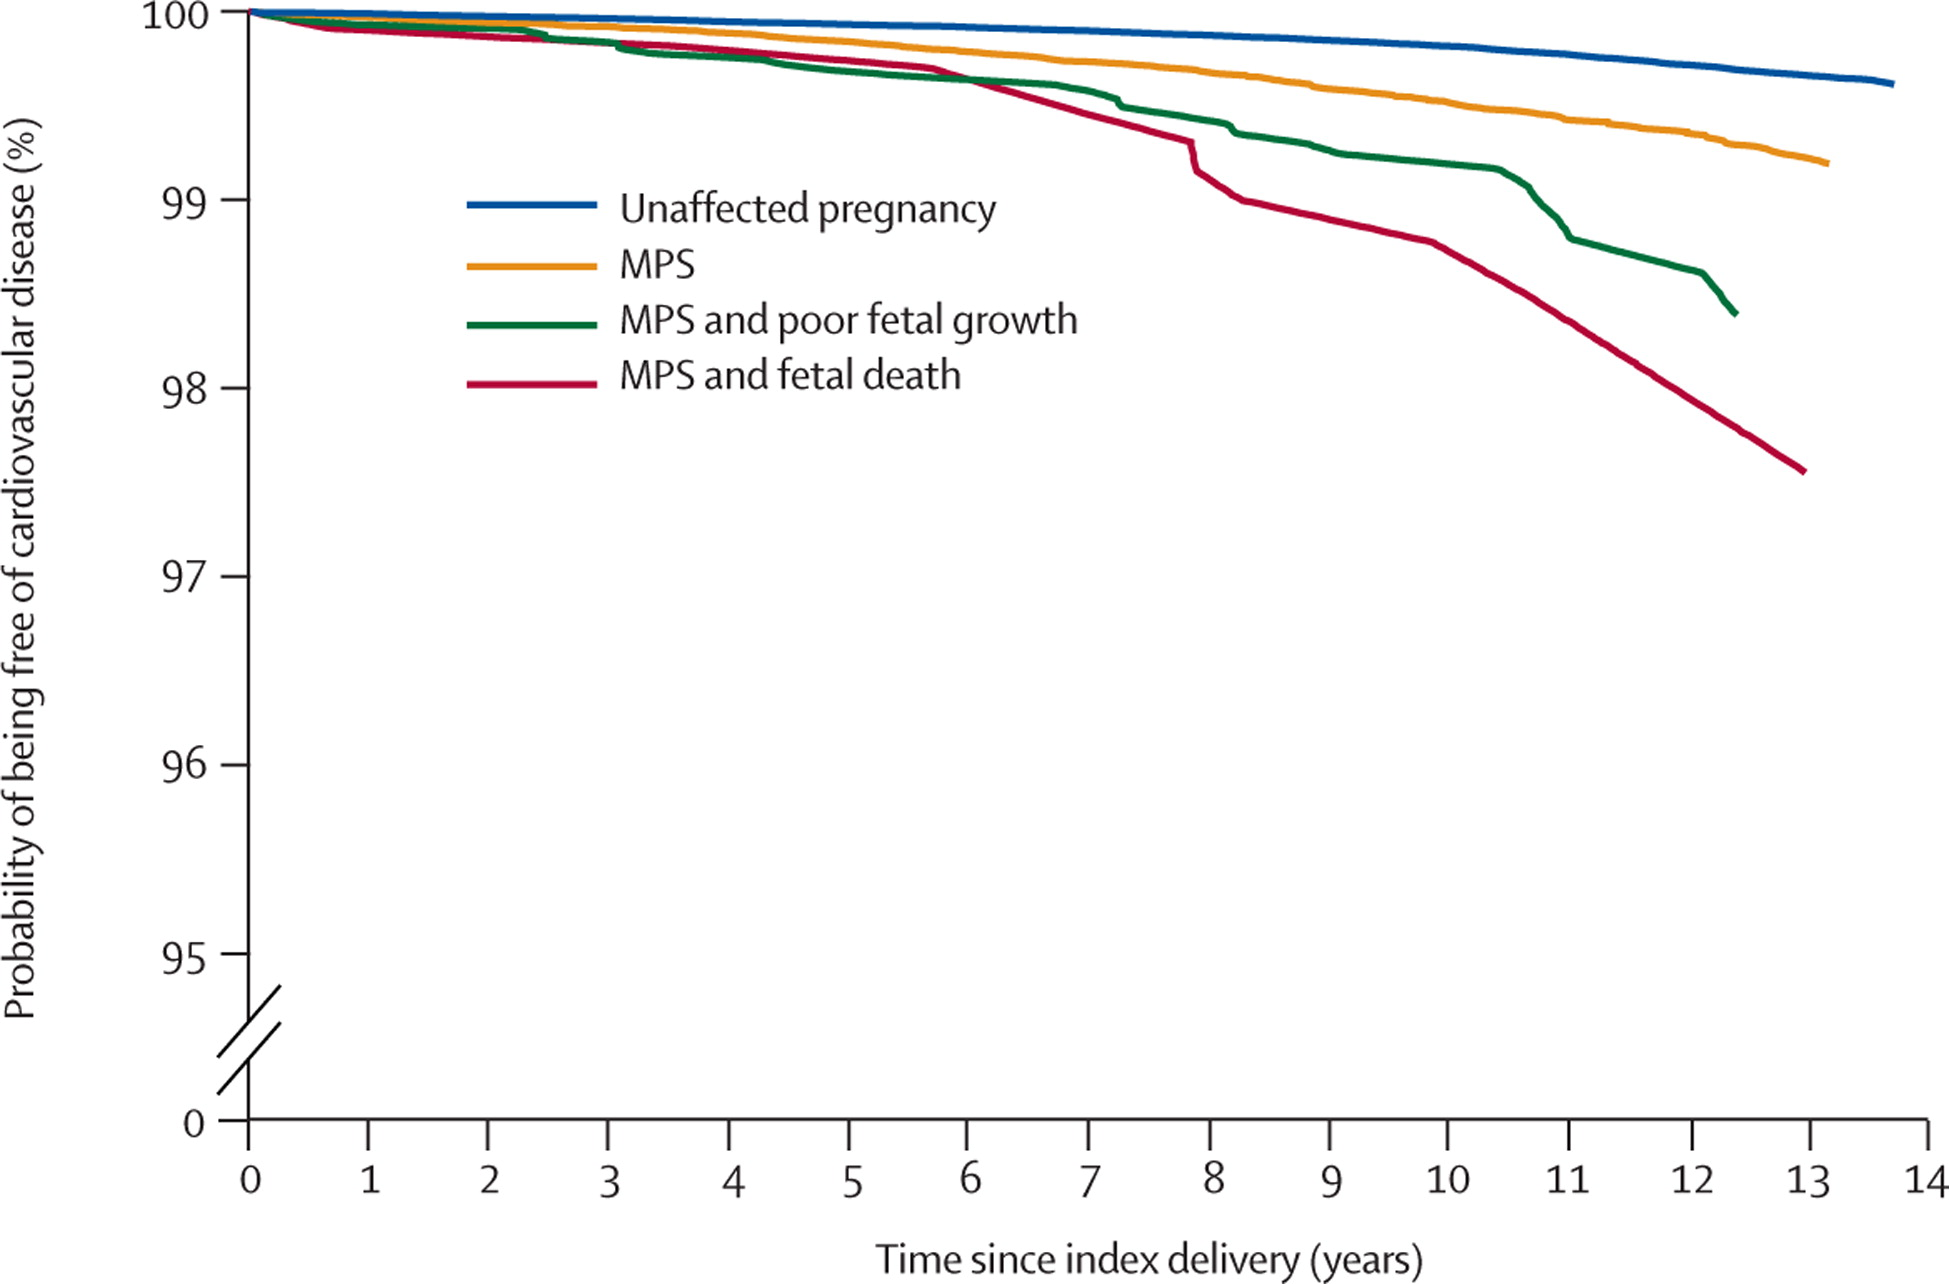 Probability of being free of cardiovascular disease (%)
100
99
98
97
96
95
0
Unaffected pregnancy
MPS
MPS and poor fetal growth
MPS and fetal death
0 1 2 3 4 5 6 7 8 9 10 11 12 13 14
Time since index delivery (years)